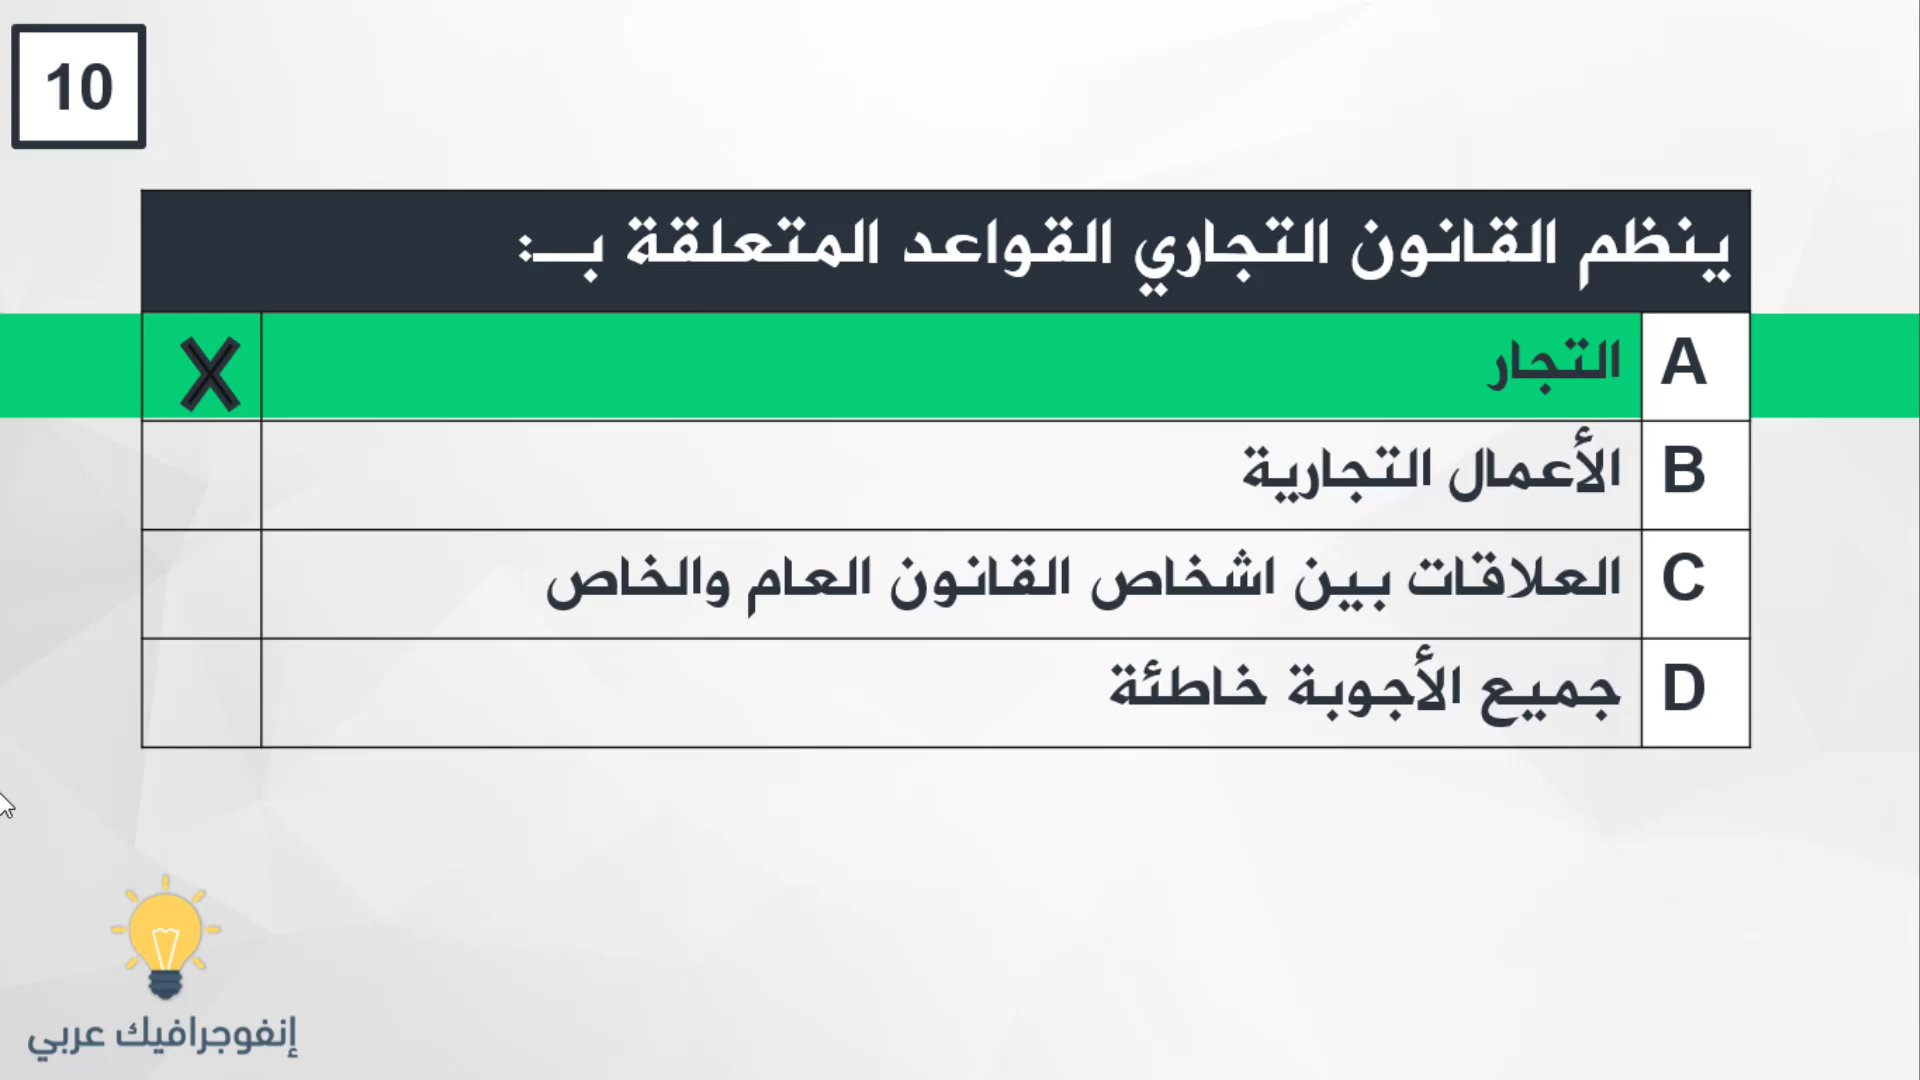 10
ينظم القانون التجاري القواعد المتعلقة بــ:
A التجار X
B الأعمال التجارية
C العلاقات بين اشخاص القانون العام والخاص
D جميع الأجوبة خاطئة
إنفوجرافيك عربي